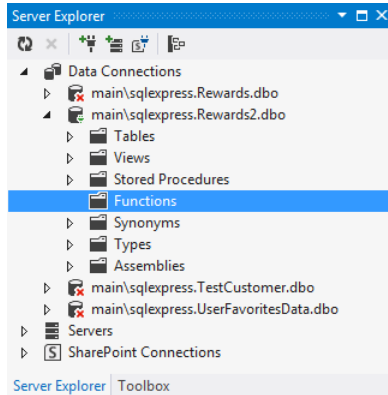 Server Explorer
Data Connections
main\sqlexpress.Rewards.dbo
main\sqlexpress.Rewards2.dbo
Tables
Views
Stored Procedures
Functions
Synonyms
Types
Assemblies
main\sqlexpress.TestCustomer.dbo
main\sqlexpress.UserFavoritesData.dbo
Servers
S SharePoint Connections
Server Explorer Toolbox